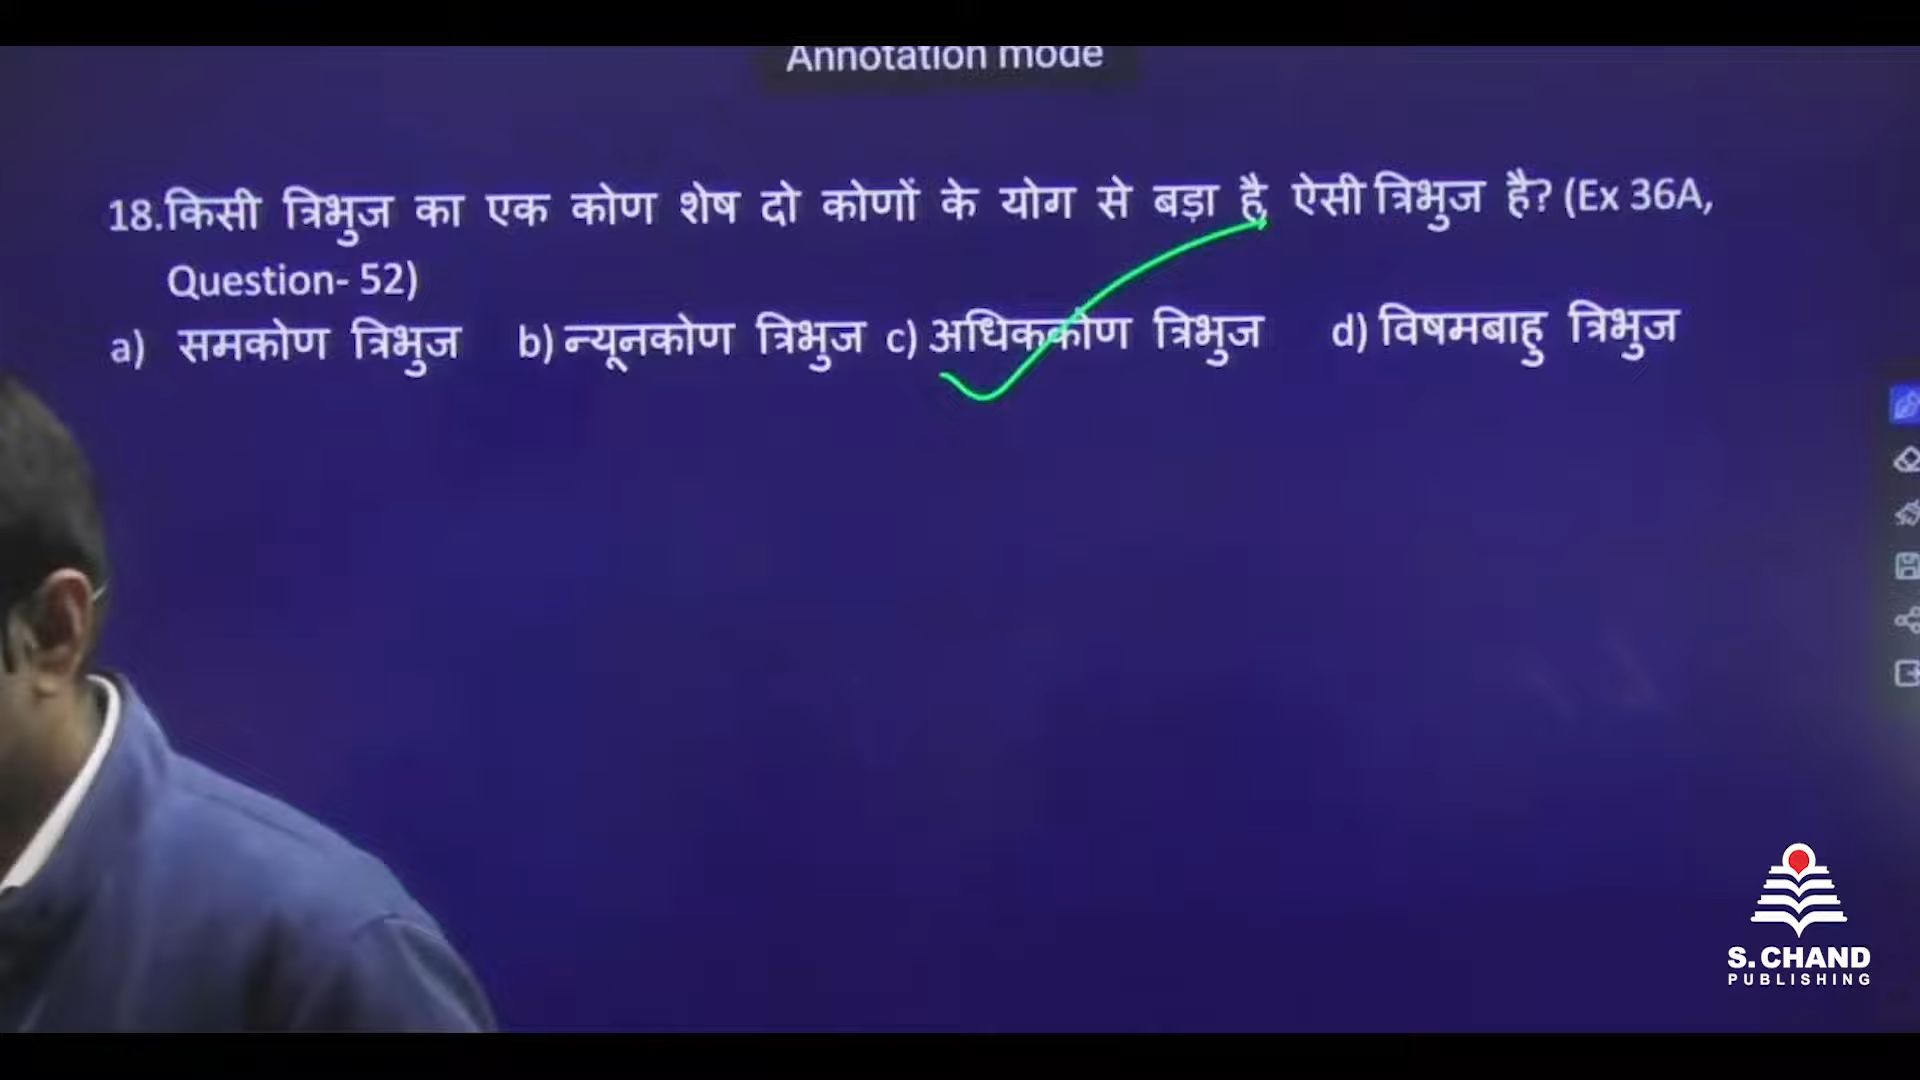 Annotation mode
18.किसी त्रिभुज का एक कोण शेष दो कोणों के योग से बड़ा है, ऐसी त्रिभुज है? (Ex 36A,
Question- 52)
a) समकोण त्रिभुज b) न्यूनकोण त्रिभुज c) अधिककोण त्रिभुज d) विषमबाहु त्रिभुज
S. CHAND
PUBLISHING